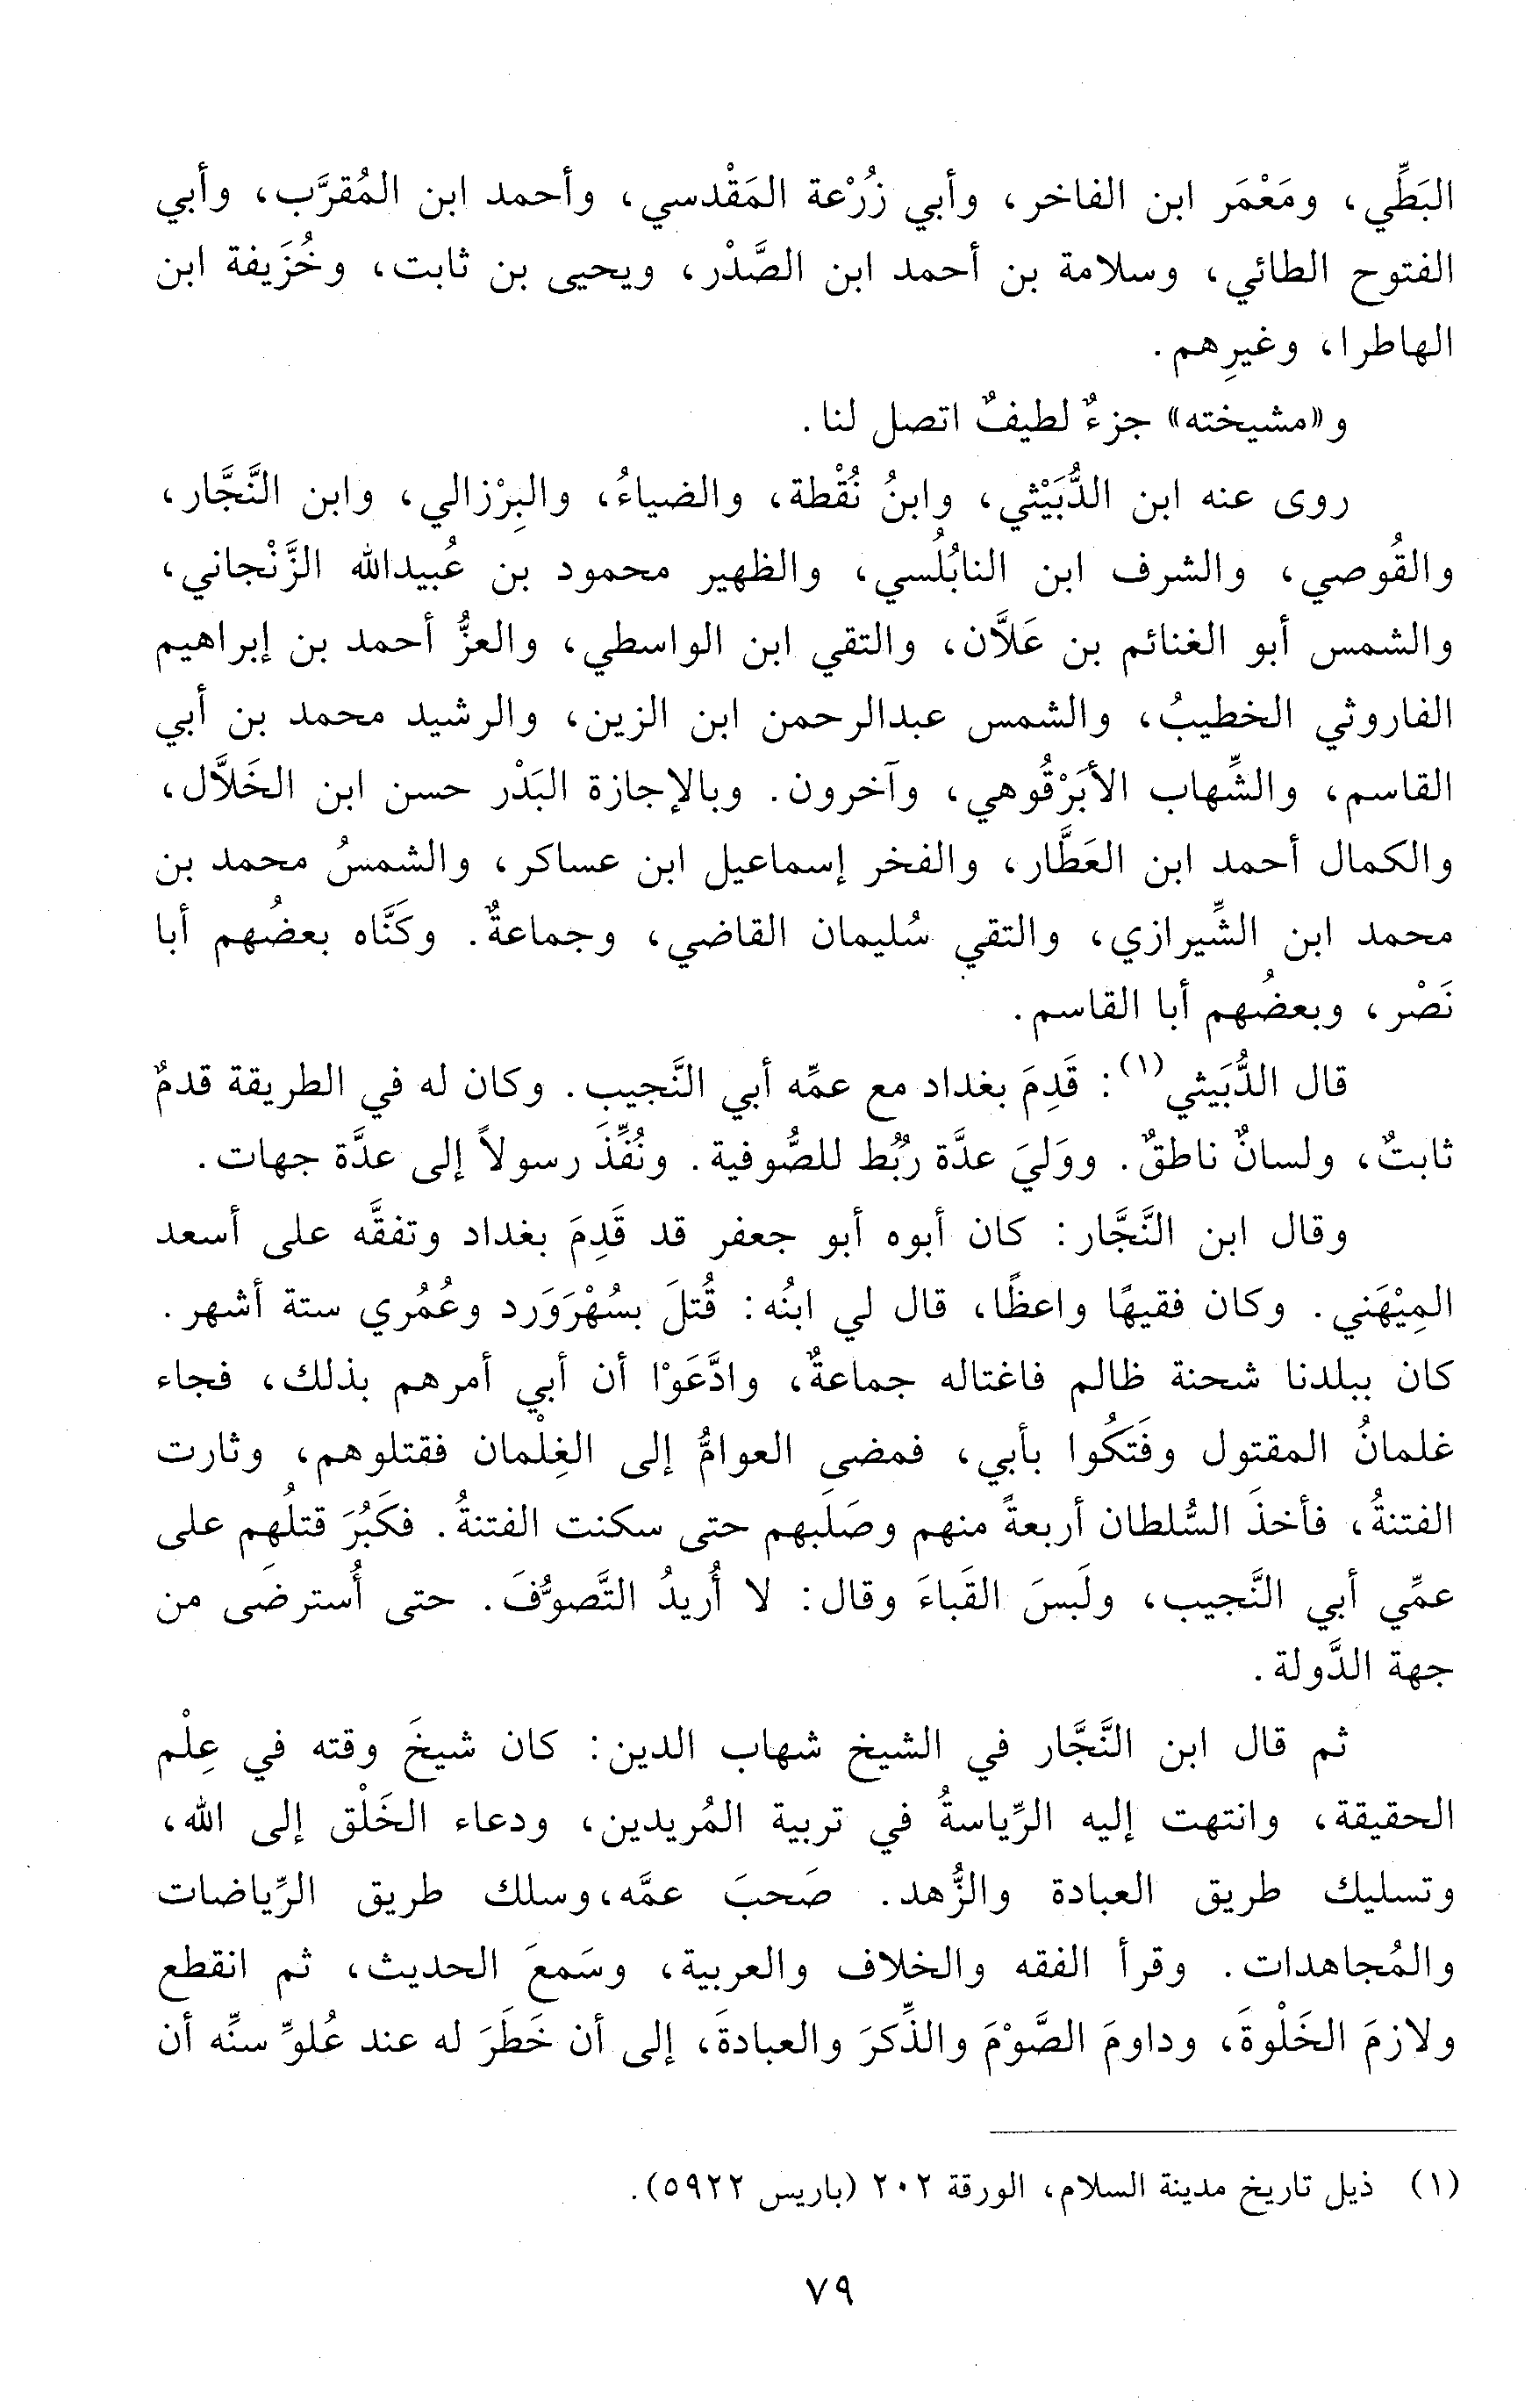 البَطِّي، ومَعْمَر ابن الفاخر، وأبي زُرْعة المَقْدسي، وأحمد ابن المُقرَّب، وأبي
الفتوح الطائي، وسلامة بن أحمد ابن الصَّدْر، ويحيى بن ثابت، وخُزَيفة ابن
الهاطرا، وغيرِهم.
و«مشيخته» جزءٌ لطيفٌ اتصل لنا.
روى عنه ابن الدُّبَيْثي، وابنُ نُقْطة، والضياءُ، والبِرْزالي، وابن النَّجَّار،
والقُوصي، والشرف ابن النابُلُسي، والظهير محمود بن عُبيدالله الزَّنْجاني،
والشمس أبو الغنائم بن عَلاَّن، والتقي ابن الواسطي، والعزُّ أحمد بن إبراهيم
الفاروثي الخطيبُ، والشمس عبدالرحمن ابن الزين، والرشيد محمد بن أبي
القاسم، والشِّهاب الأبَرْقُوهي، وآخرون. وبالإجازة البَدْر حسن ابن الخَلاَّل،
والكمال أحمد ابن العَطَّار، والفخر إسماعيل ابن عساكر، والشمسُ محمد بن
محمد ابن الشِّيرازي، والتقي سُليمان القاضي، وجماعةٌ. وكَنَّاه بعضُهم أبا
نَصْر، وبعضُهم أبا القاسم.
قال الدُّبَيثي(١): قَدِمَ بغداد مع عمِّه أبي النَّجيب. وكان له في الطريقة قدمٌ
ثابتٌ، ولسانٌ ناطقٌ. ووَليَ عدَّة رُبُط للصُّوفية. ونُفِّذَ رسولاً إلى عدَّة جهات.
وقال ابن النَّجَّار: كان أبوه أبو جعفر قد قَدِمَ بغداد وتفقَّه على أسعد
المِيْهَني. وكان فقيهًا واعظًا، قال لي ابنُه: قُتلَ بسُهْرَوَرد وعُمُري ستة أشهر.
كان ببلدنا شحنة ظالم فاغتاله جماعةٌ، وادَّعَوْا أن أبي أمرهم بذلك، فجاء
غلمانُ المقتول وفَتَكُوا بأبي، فمضى العوامُّ إلى الغِلْمان فقتلوهم، وثارت
الفتنةُ، فأخذَ السُّلطان أربعةً منهم وصَلَبهم حتى سكنت الفتنةُ. فكَبُرَ قتلُهم على
عمِّي أبي النَّجيب، ولَبسَ القَباءَ وقال: لا أُريدُ التَّصوُّفَ. حتى أُسترضَى من
جهة الدَّولة.
ثم قال ابن النَّجَّار في الشيخ شهاب الدين: كان شيخَ وقته في عِلْم
الحقيقة، وانتهت إليه الرِّياسةُ في تربية المُريدين، ودعاء الخَلْق إلى الله،
وتسليك طريق العبادة والزُّهد. صَحبَ عمَّه،وسلك طريق الرِّياضات
والمُجاهدات. وقرأ الفقه والخلاف والعربية، وسَمعَ الحديث، ثم انقطع
ولازمَ الخَلْوةَ، وداومَ الصَّوْمَ والذِّكرَ والعبادةَ، إلى أن خَطَرَ له عند عُلوِّ سنِّه أن
(١) ذيل تاريخ مدينة السلام، الورقة ٢٠٢ (باريس ٥٩٢٢).
٧٩